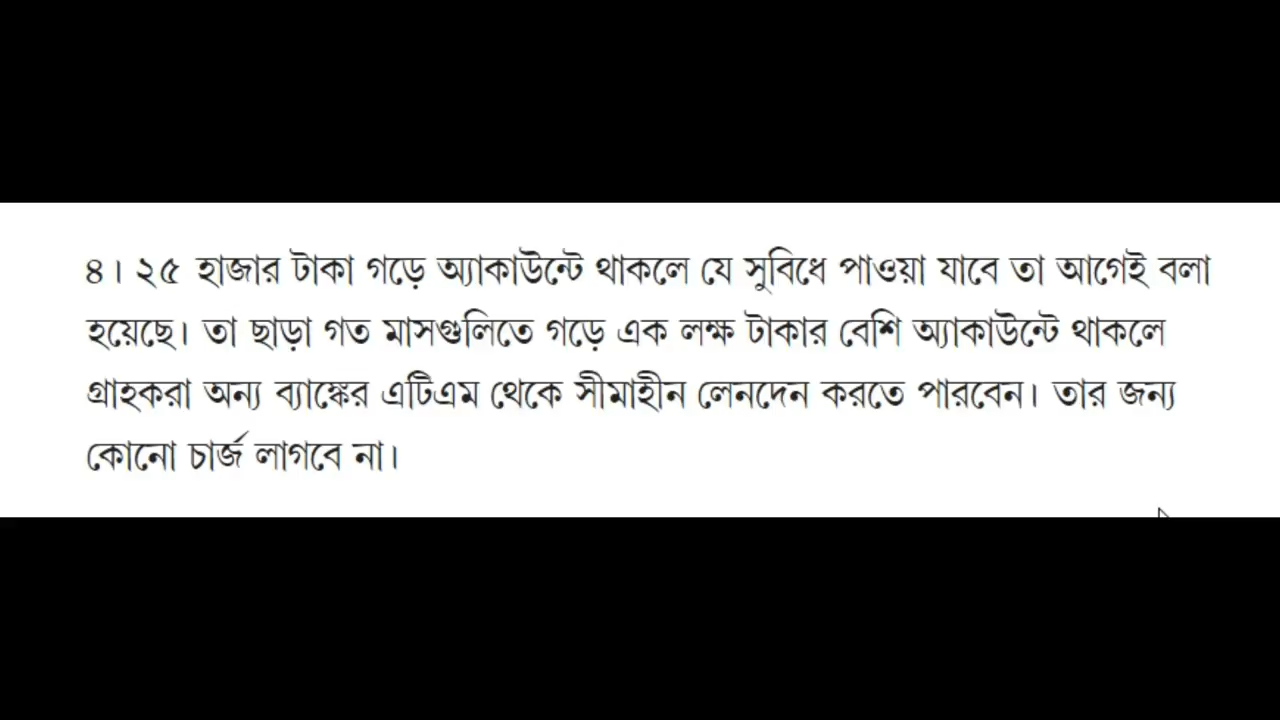 ৪। ২৫ হাজার টাকা গড়ে অ্যাকাউন্টে থাকলে যে সুবিধে পাওয়া যাবে তা আগেই বলা
হয়েছে। তা ছাড়া গত মাসগুলিতে গড়ে এক লক্ষ টাকার বেশি অ্যাকাউন্টে থাকলে
গ্রাহকরা অন্য ব্যাঙ্কের এটিএম থেকে সীমাহীন লেনদেন করতে পারবেন। তার জন্য
কোনো চার্জ লাগবে না।